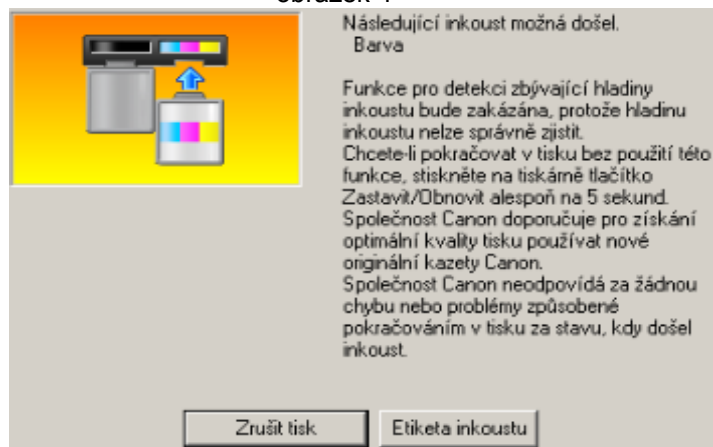 Následující inkoust možná došel.
Barva
Funkce pro detekci zbývající hladiny
inkoustu bude zakázána, protože hladinu
inkoustu nelze správně zjistit.
Chcete-li pokračovat v tisku bez použití této
funkce, stiskněte na tiskárně tlačítko
Zastavit/Obnovit alespoň na 5 sekund.
Společnost Canon doporučuje pro získání
optimální kvality tisku používat nové
originální kazety Canon.
Společnost Canon neodpovídá za žádnou
chybu nebo problémy způsobené
pokračováním v tisku za stavu, kdy došel
inkoust.
Zrušit tisk
Etiketa inkoustu